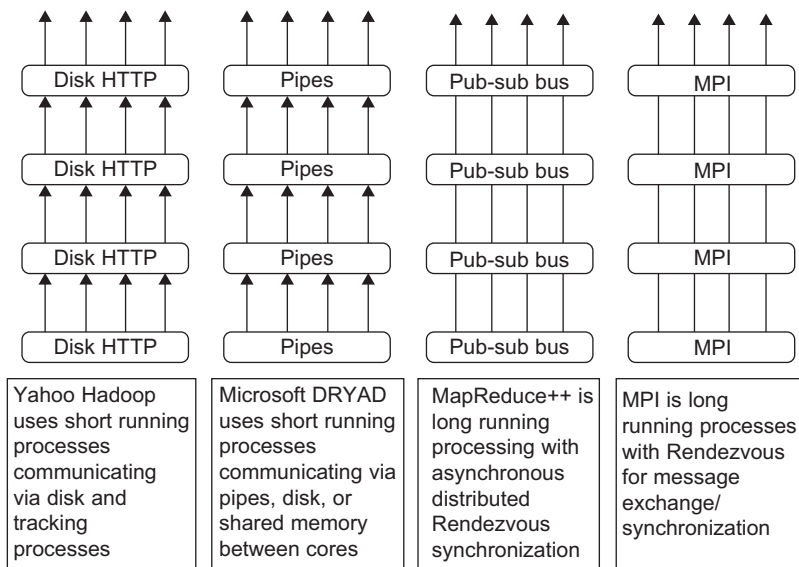 Disk HTTP
Pipes
Pub-sub bus
MPI
Disk HTTP
Pipes
Pub-sub bus
MPI
Disk HTTP
Pipes
Pub-sub bus
MPI
Disk HTTP
Pipes
Pub-sub bus
MPI
Yahoo Hadoop
uses short running
processes
communicating
via disk and
tracking
processes
Microsoft DRYAD
uses short running
processes
communicating via
pipes, disk, or
shared memory
between cores
MapReduce++ is
long running
processing with
asynchronous
distributed
Rendezvous
synchronization
MPI is long
running processes
with Rendezvous
for message
exchange/
synchronization